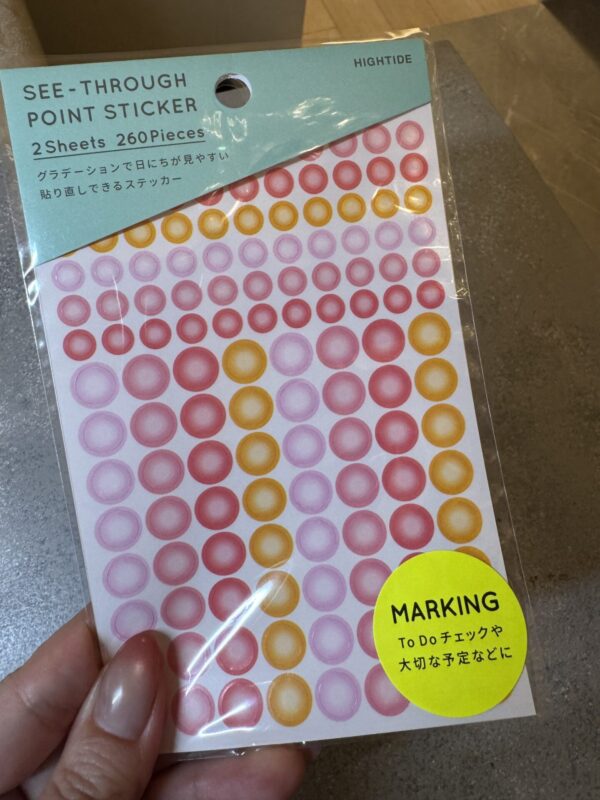 HIGHTIDE
SEE-THROUGH
POINT STICKER
2 Sheets 260 Pieces
グラデーションで日にちが見やすい
貼り直しできるステッカー
MARKING
To Do チェックや
大切な予定などに